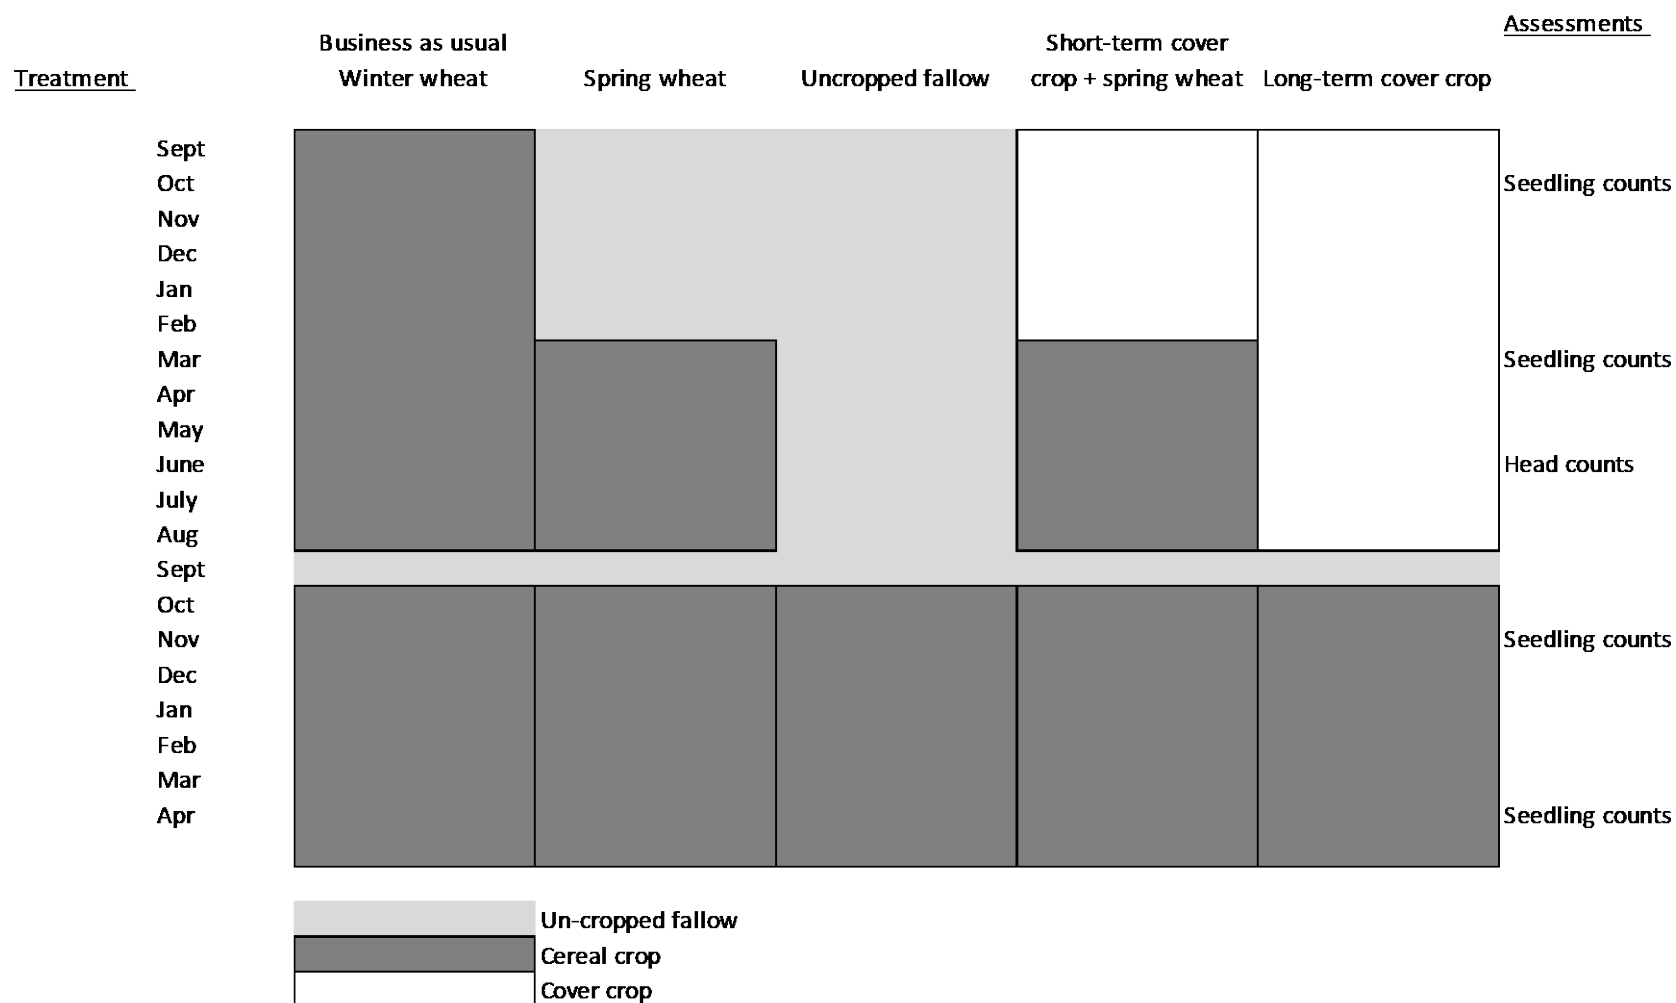 Assessments
Business as usual
Short-term cover
Treatment
Winter wheat
Spring wheat
Uncropped fallow
crop + spring wheat
Long-term cover crop
Sept
Oct
Seedling counts
Nov
Dec
Jan
Feb
Mar
Seedling counts
Apr
May
June
Head counts
July
Aug
Sept
Oct
Nov
Seedling counts
Dec
Jan
Feb
Mar
Apr
Seedling counts
Un-cropped fallow
Cereal crop
Cover crop